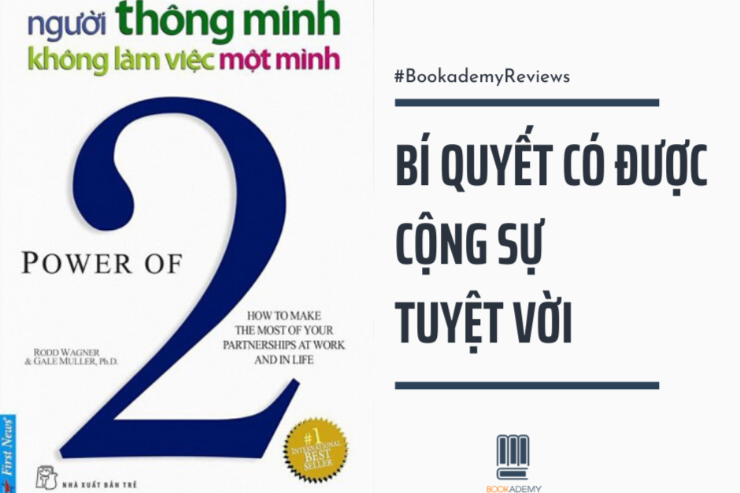 người thông minh
không làm việc một mình
POWER OF
2
HOW TO MAKE
THE MOST OF YOUR
PARTNERSHIPS AT WORK
AND IN LIFE
RODD WAGNER
& GALE MULLER, Ph.D.
#1
INTERNATIONAL
BEST
SELLER
First News
NHÀ XUẤT BẢN TRẺ
#BookademyReviews
BÍ QUYẾT CÓ ĐƯỢC
CỘNG SỰ
TUYỆT VỜI
BOOKADEMY